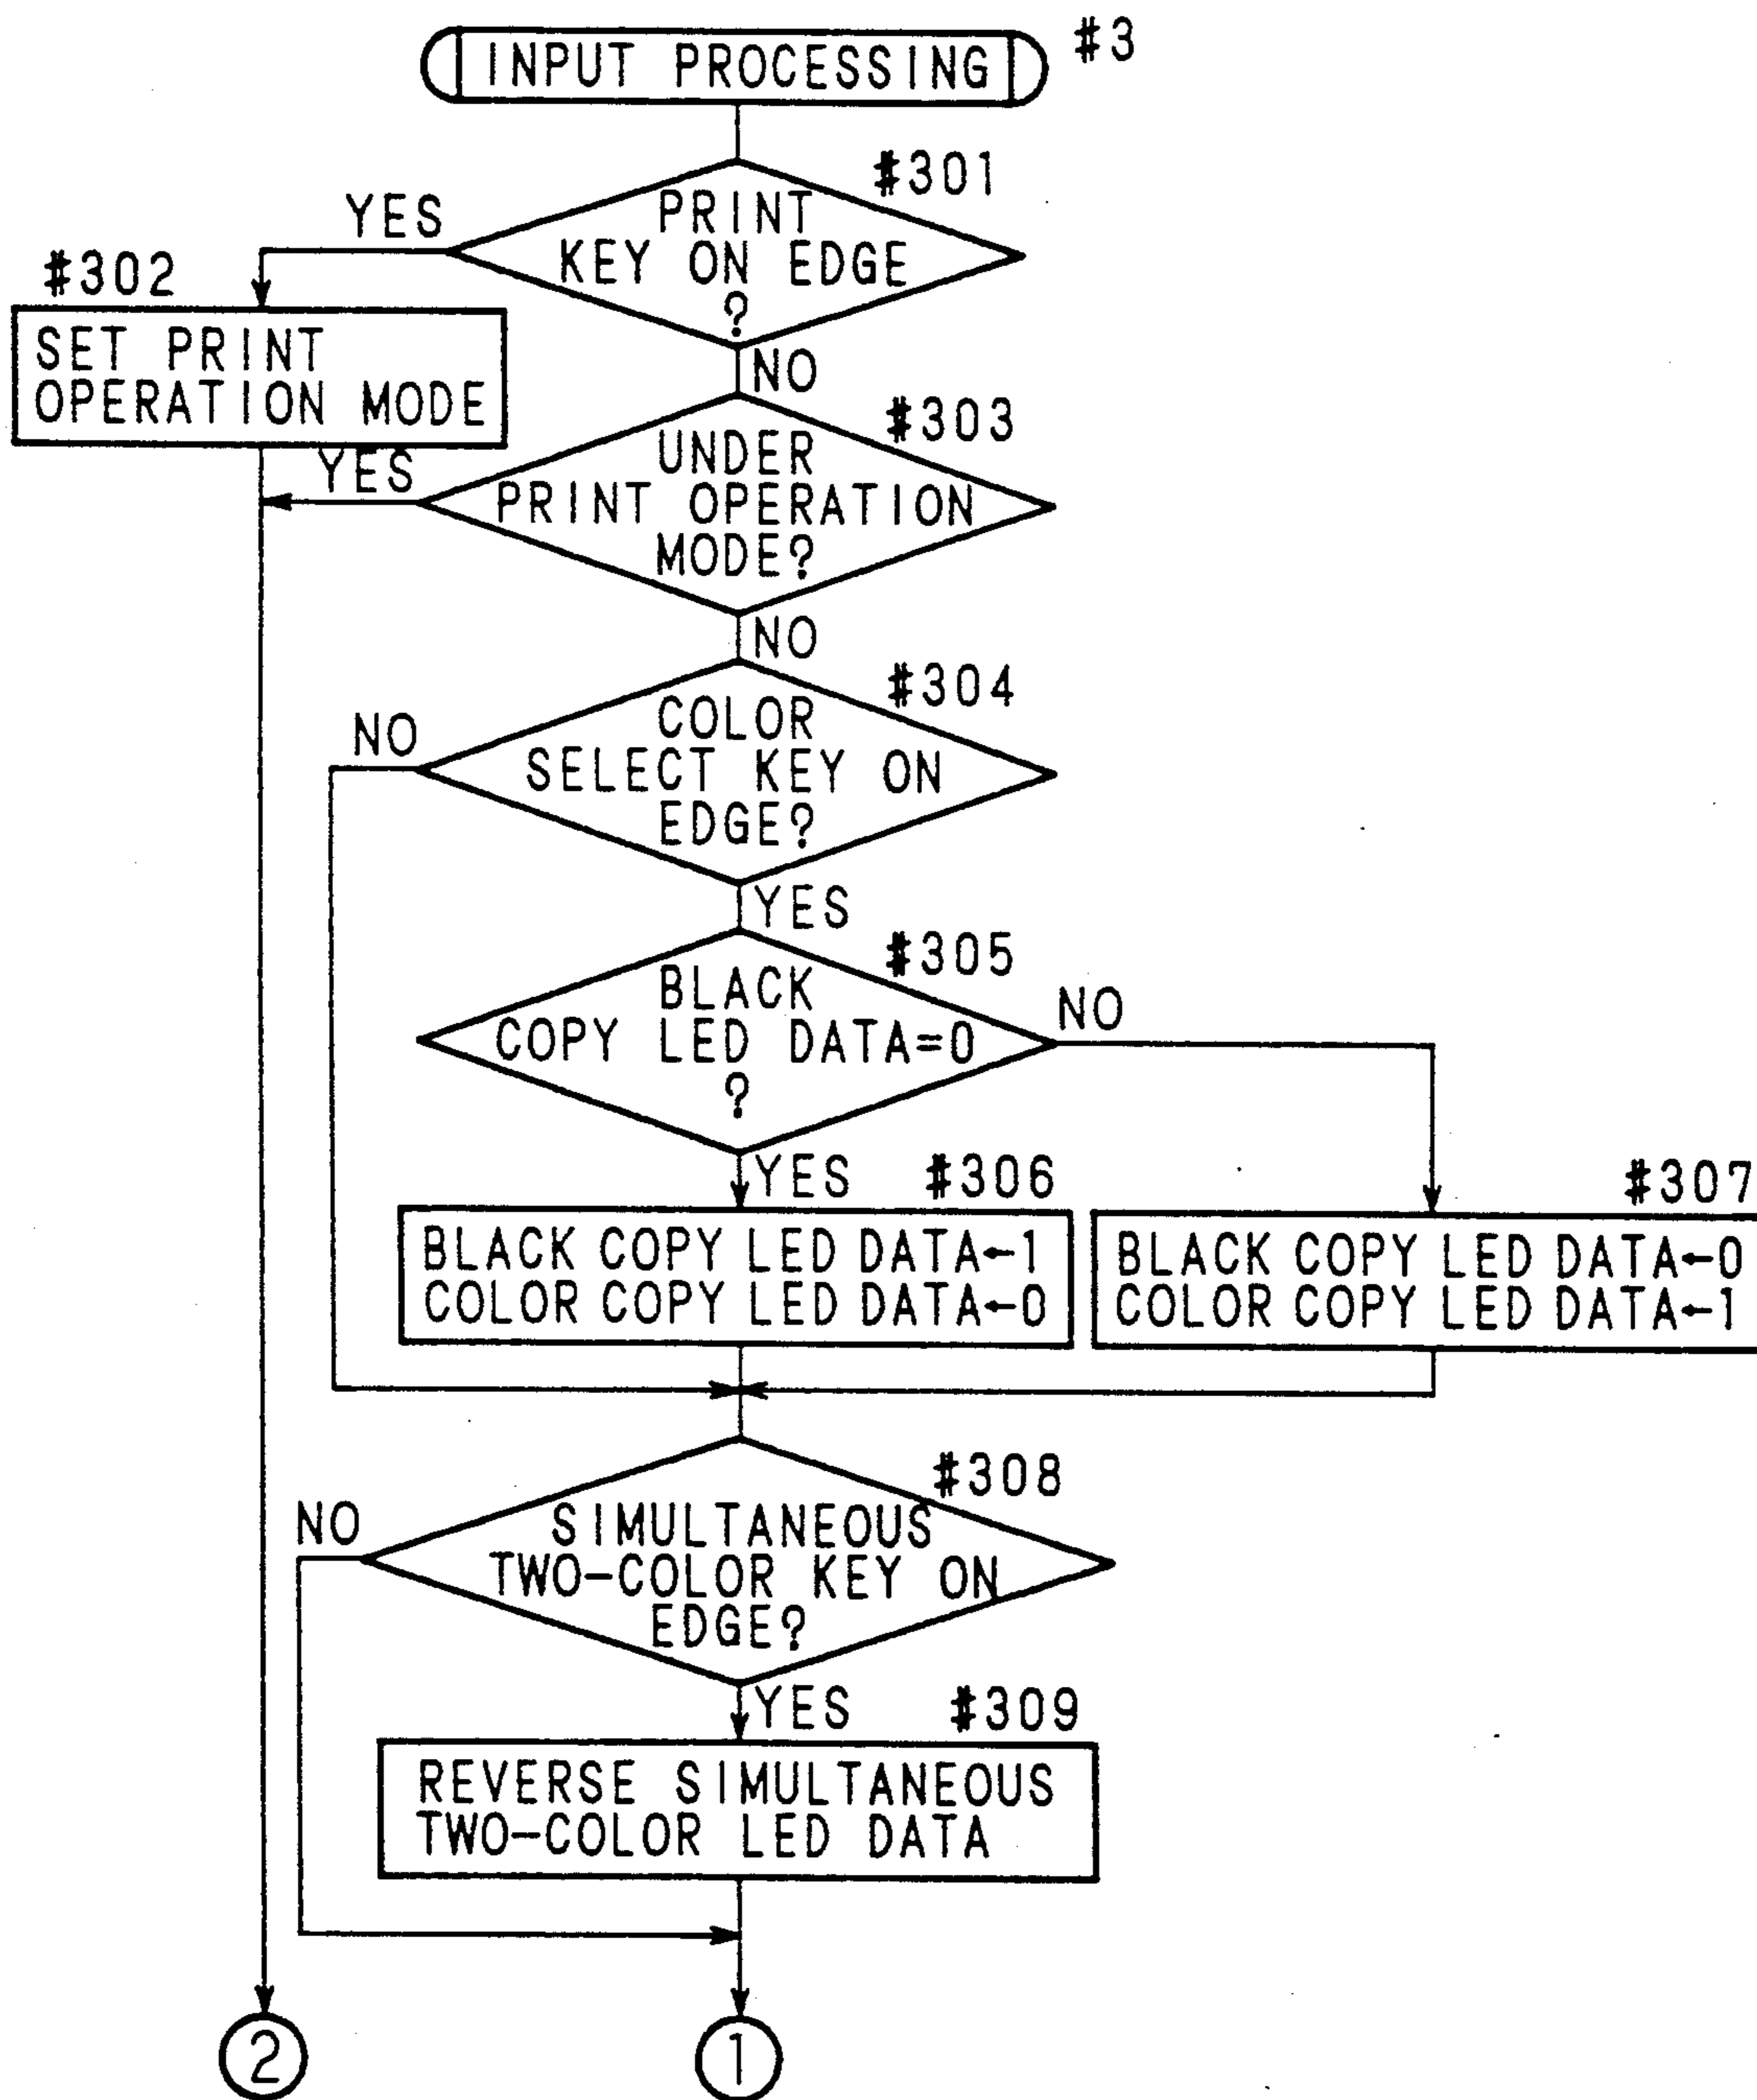 INPUT PROCESSING
#3
#301
YES
PRINT
KEY ON EDGE
?
#302
NO
SET PRINT
OPERATION MODE
#303
YES
UNDER
PRINT OPERATION
MODE?
NO
#304
NO
COLOR
SELECT KEY ON
EDGE?
YES
#305
BLACK
COPY LED DATA=0
?
NO
YES
#306
#307
BLACK COPY LED DATA←1
COLOR COPY LED DATA←0
BLACK COPY LED DATA←0
COLOR COPY LED DATA←1
#308
NO
SIMULTANEOUS
TWO-COLOR KEY ON
EDGE?
YES
#309
REVERSE SIMULTANEOUS
TWO-COLOR LED DATA
2
1